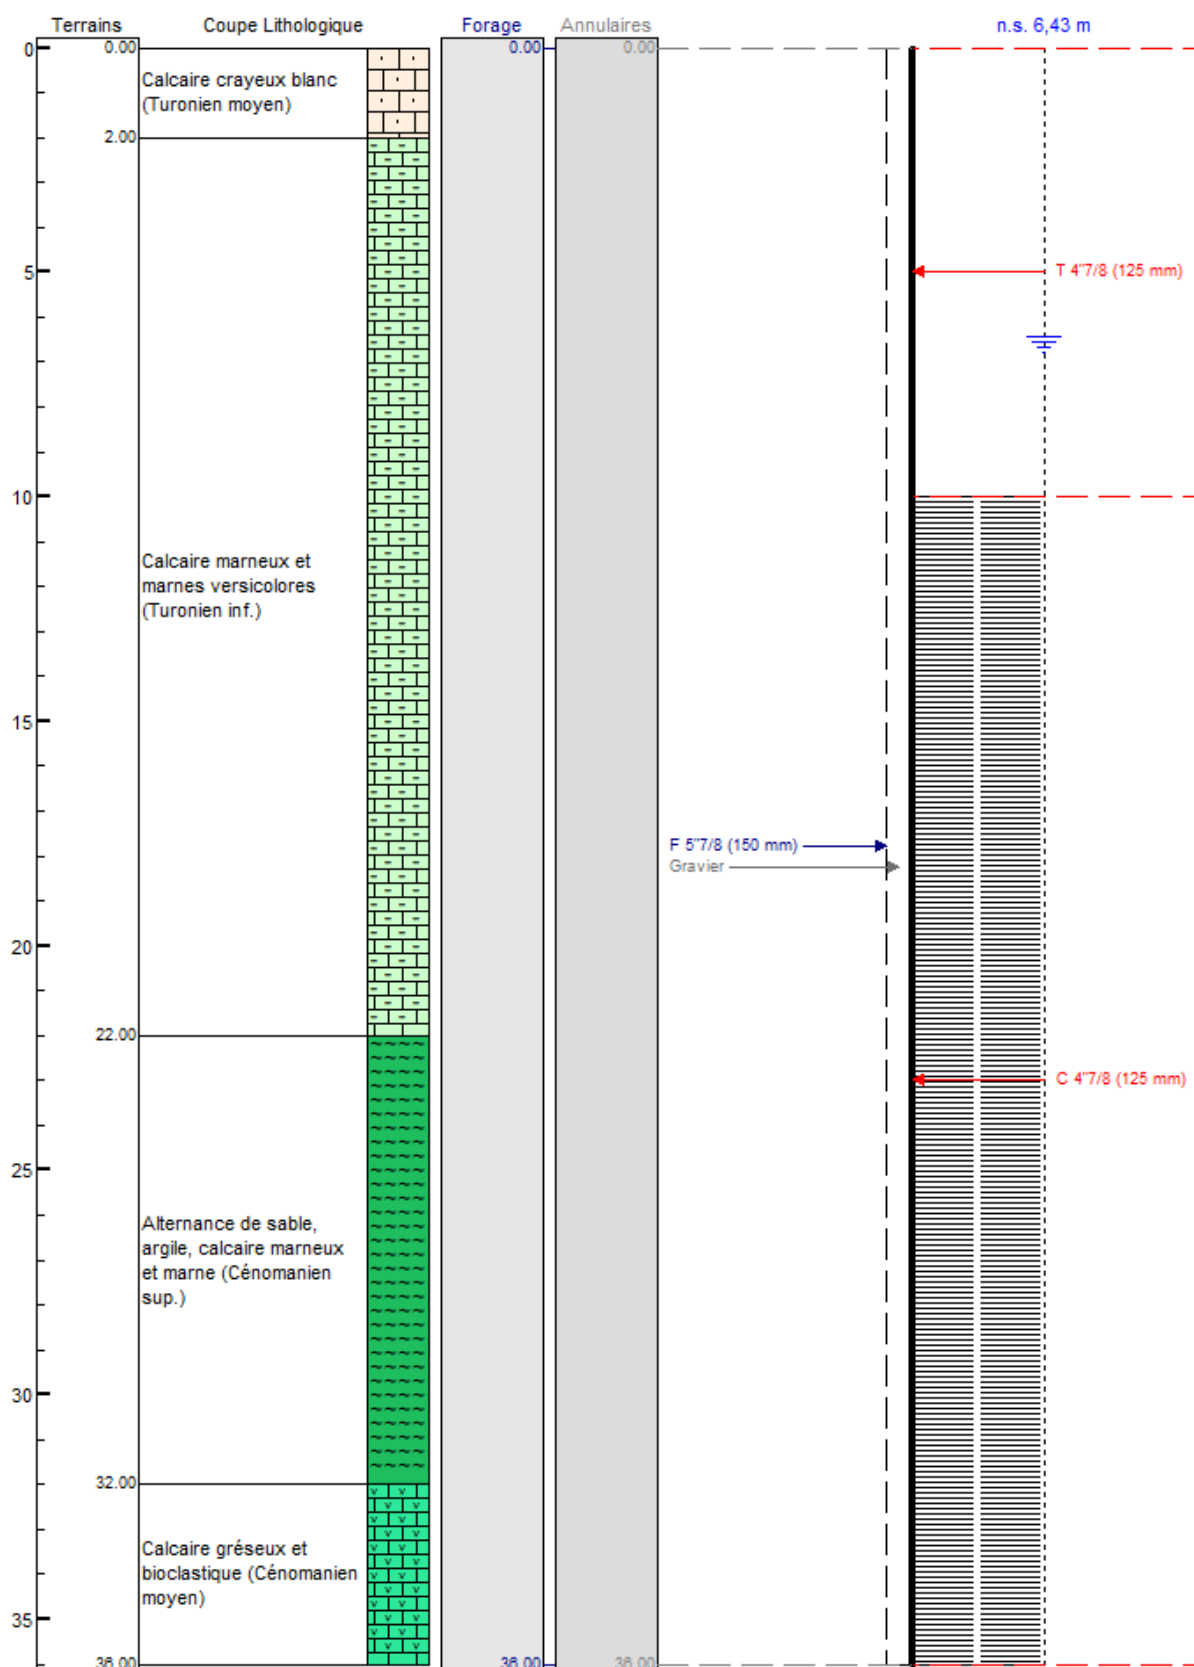 Terrains Coupe Lithologique Forage Annulaires n.s. 6,43 m
0 0.00 0.00 0.00
Calcaire crayeux blanc
(Turonien moyen)
2.00
5 T 4"7/8 (125 mm)
10
Calcaire marneux et
marnes versicolores
(Turonien inf.)
15
F 5"7/8 (150 mm)
Gravier
20
22.00
C 4"7/8 (125 mm)
25
Alternance de sable,
argile, calcaire marneux
et marne (Cénomanien
sup.)
30
32.00
Calcaire gréseux et
bioclastique (Cénomanien
moyen)
35
36.00 36.00 36.00